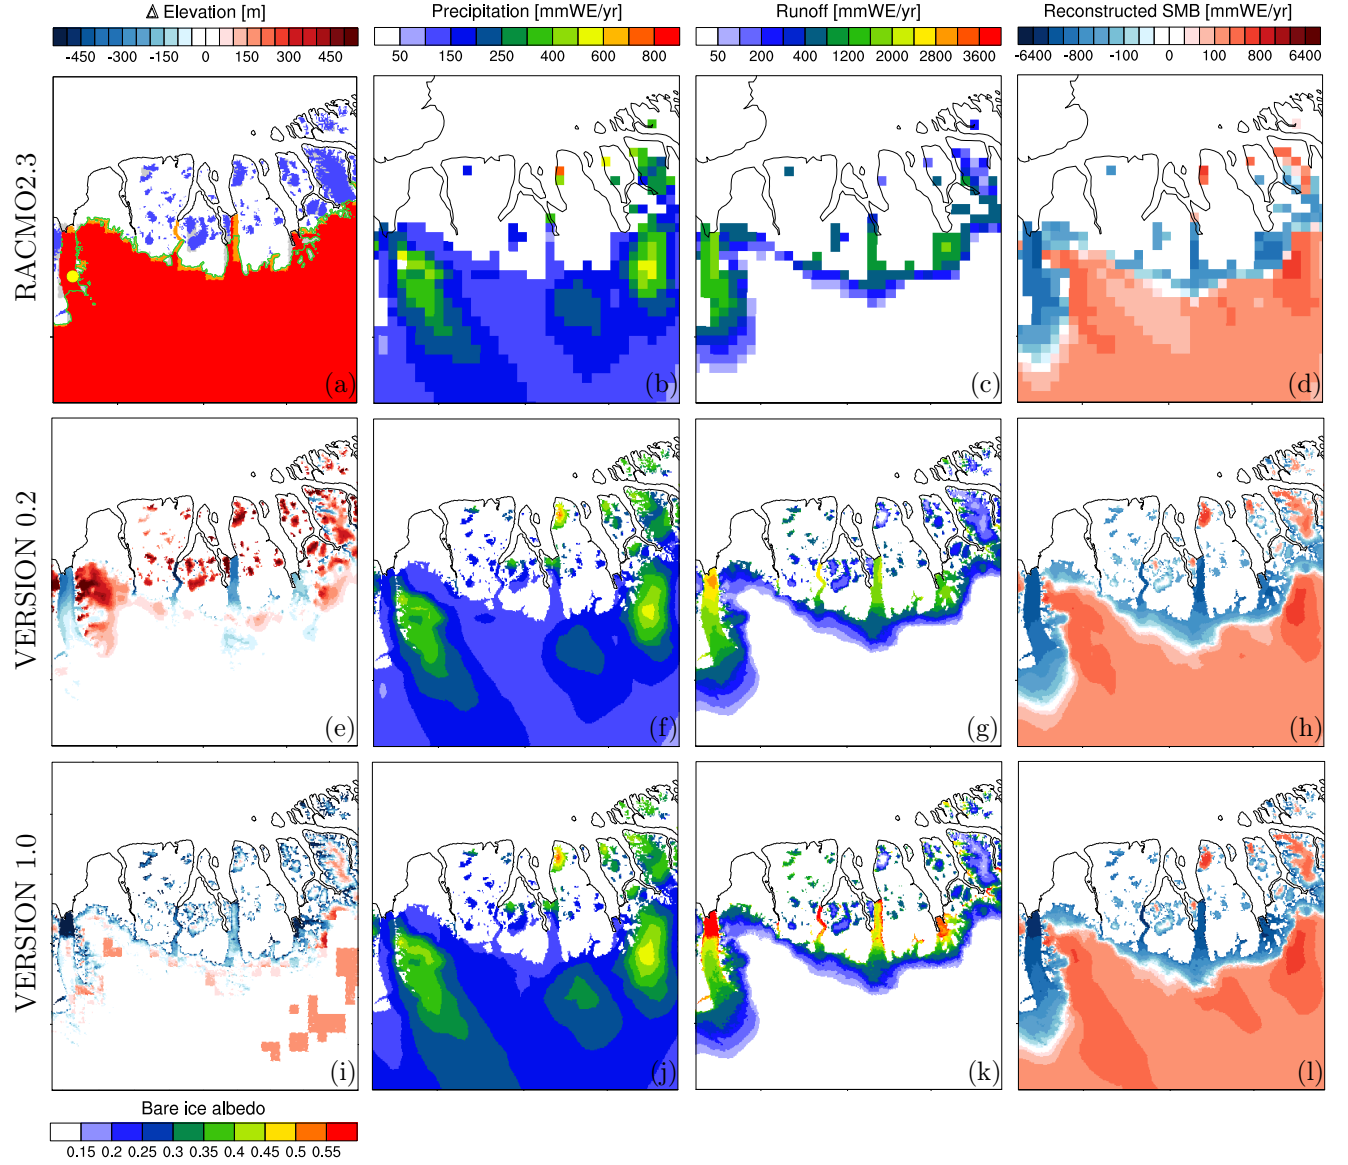 Δ Elevation [m]
Precipitation [mmWE/yr]
Runoff [mmWE/yr]
Reconstructed SMB [mmWE/yr]
-450 -300 -150 0 150 300 450
50 150 250 400 600 800
50 200 400 1200 2000 2800 3600
-6400 -800 -100 0 100 800 6400
RACMO2.3
(a)
(b)
(c)
(d)
VERSION 0.2
(e)
(f)
(g)
(h)
VERSION 1.0
(i)
(j)
(k)
(l)
Bare ice albedo
0.15 0.2 0.25 0.3 0.35 0.4 0.45 0.5 0.55